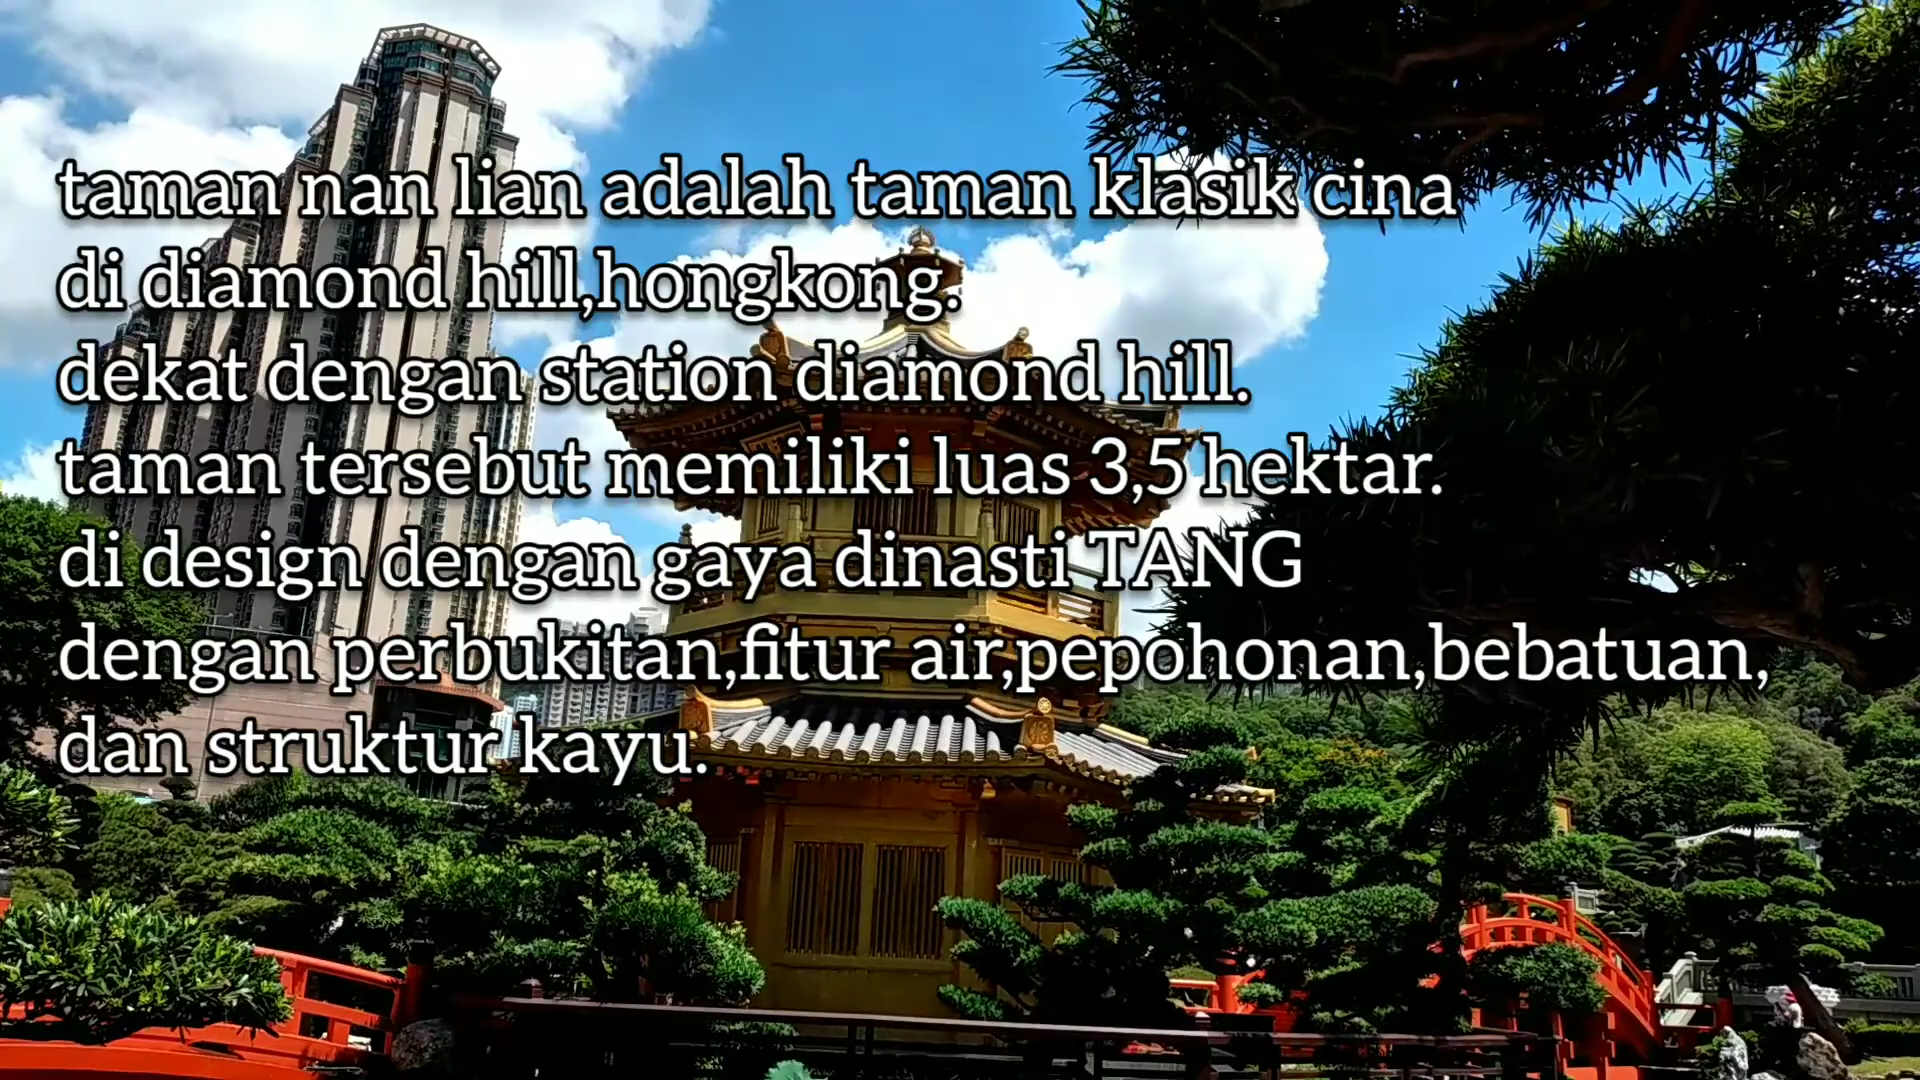 taman nan lian adalah taman klasik cina
di diamond hill,hongkong.
dekat dengan station diamond hill.
taman tersebut memiliki luas 3,5 hektar.
di design dengan gaya dinasti TANG
dengan perbukitan,fitur air,pepohonan,bebatuan,
dan struktur kayu.